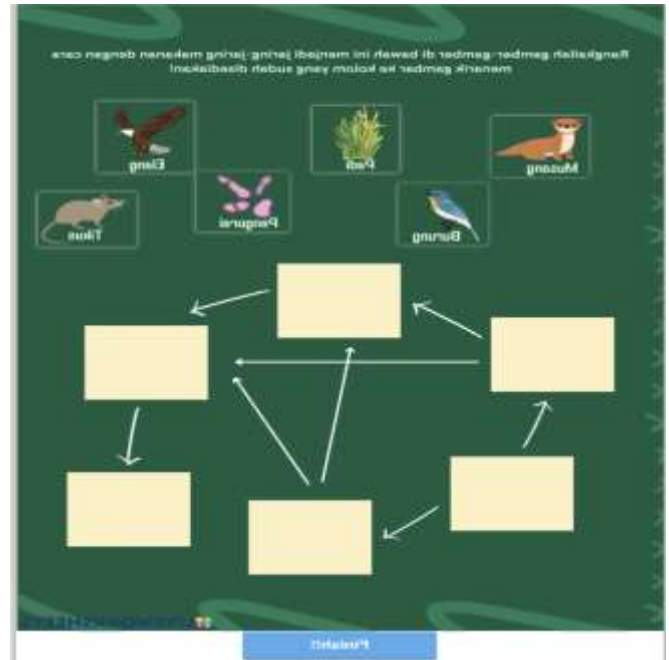 Rangkailah gambar-gambar di bawah ini menjadi jaring-jaring makanan dengan cara
menarik gambar ke kolom yang sudah disediakan!
Musang
Padi
Elang
Burung
Pengurai
Tikus
LIVEWORKSHEETS